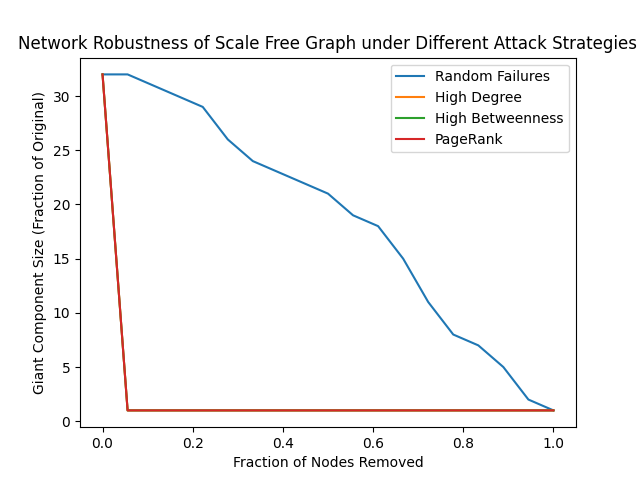 Network Robustness of Scale Free Graph under Different Attack Strategies
Random Failures
High Degree
High Betweenness
PageRank
Giant Component Size (Fraction of Original)
30
25
20
15
10
5
0
0.0 0.2 0.4 0.6 0.8 1.0
Fraction of Nodes Removed